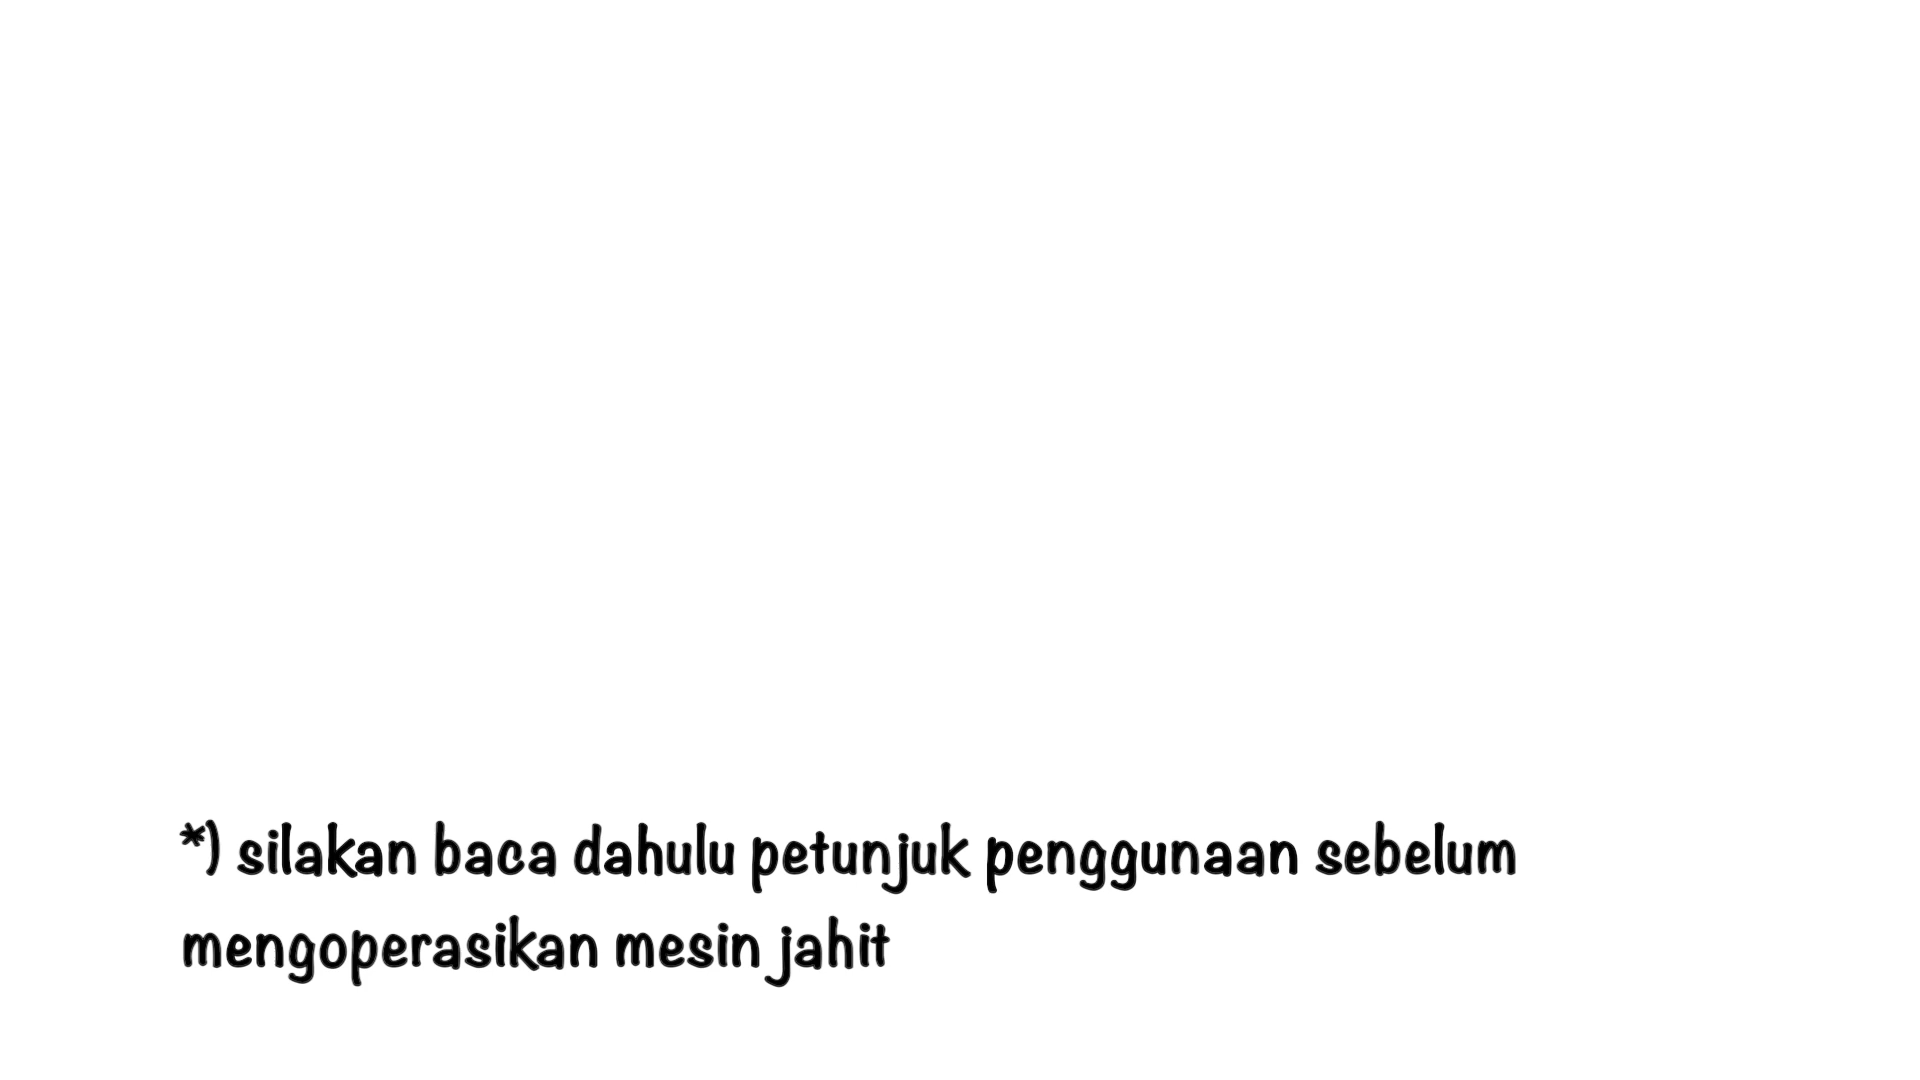 *) silakan baca dahulu petunjuk penggunaan sebelum
mengoperasikan mesin jahit